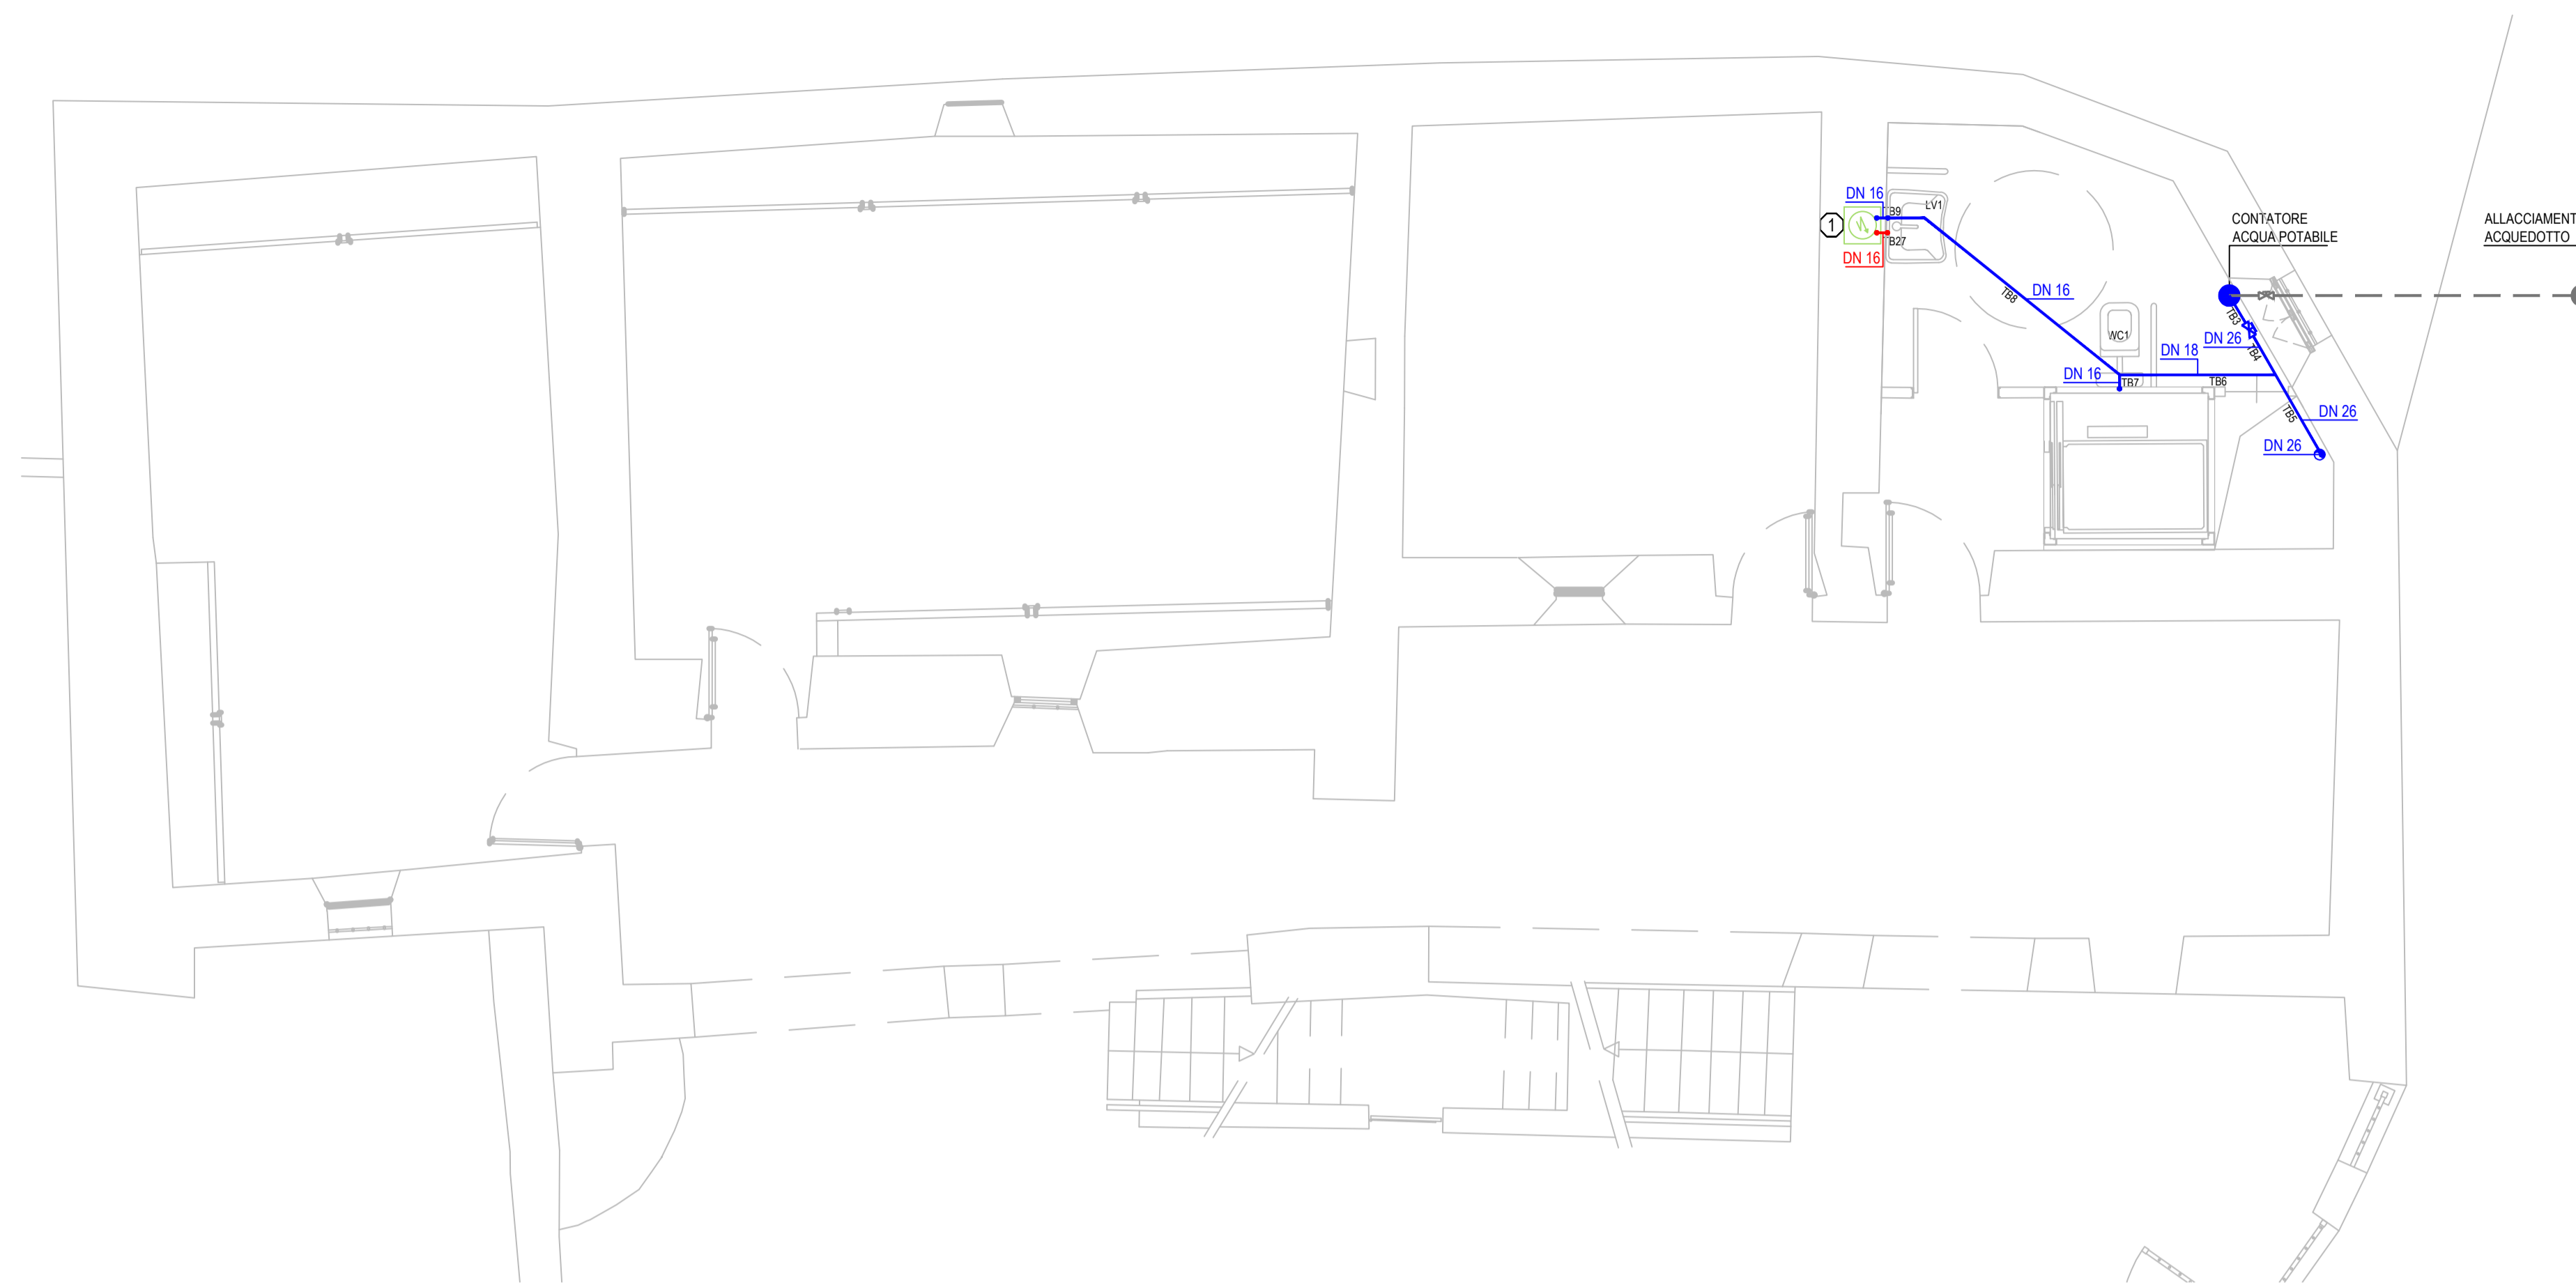 DN 16
TB9
LV1
1
TB27
DN 16
CONTATORE
ACQUA POTABILE
ALLACCIAMENT
ACQUEDOTTO
TB8
DN 16
TB3
WC1
DN 26
TB4
DN 18
DN 16
TB7
TB6
TB5
DN 26
DN 26